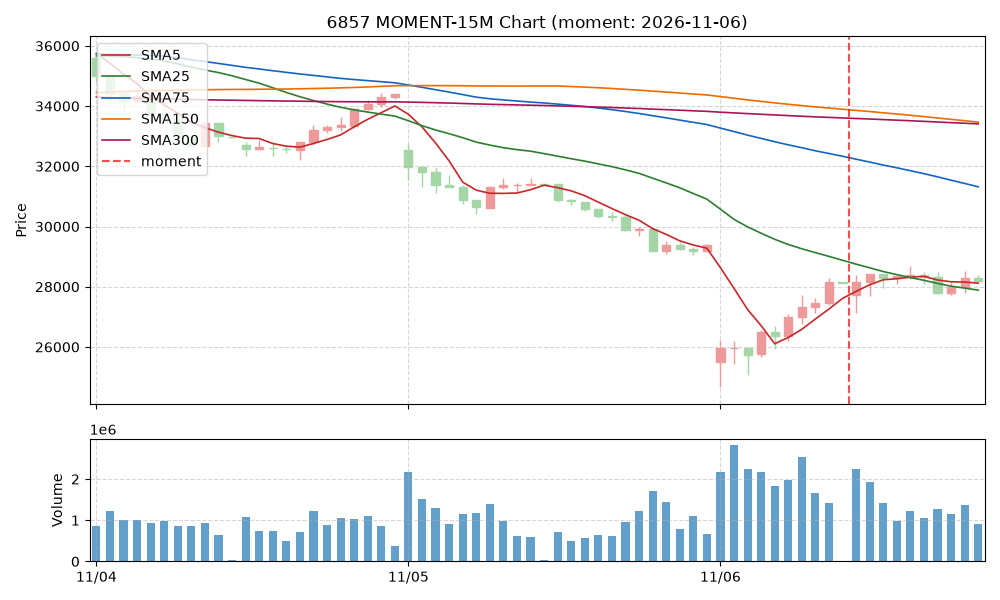 6857 MOMENT-15M Chart (moment: 2026-11-06)
SMA5
SMA25
SMA75
SMA150
SMA300
moment
Price
36000
34000
32000
30000
28000
26000
1e6
Volume
2
1
0
11/04
11/05
11/06